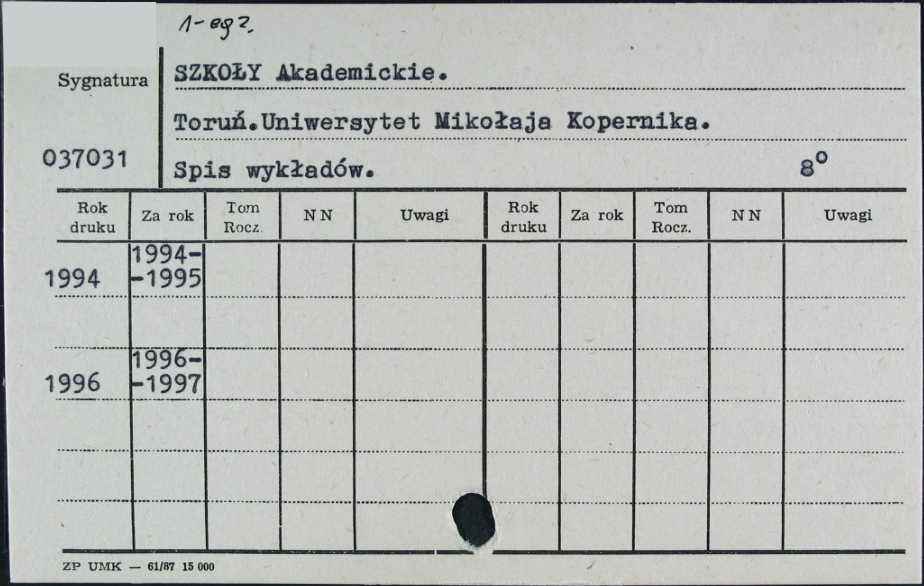 1-egz.
Sygnatura
SZKOŁY Akademickie.
Toruń.Uniwersytet Mikołaja Kopernika.
037031
Spis wykładów. 8°
Rok druku Za rok Tom Rocz. NN Uwagi Rok druku Za rok Tom Rocz. NN Uwagi
1994 1994-
-1995
1996 1996-
-1997
ZP UMK — 61/87 15 000